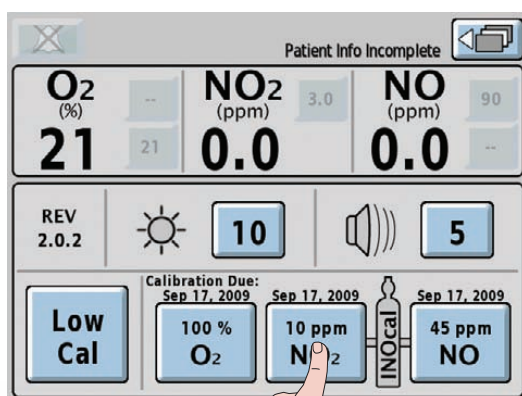 Patient Info Incomplete
O2 NO2 NO
(%) -- (ppm) 3.0 (ppm) 90
21 21 0.0 0.0 --
REV
2.0.2
10 5
Calibration Due:
Sep 17, 2009 Sep 17, 2009 Sep 17, 2009
Low
Cal
100 %
O2
10 ppm
NO2
INOcal
45 ppm
NO